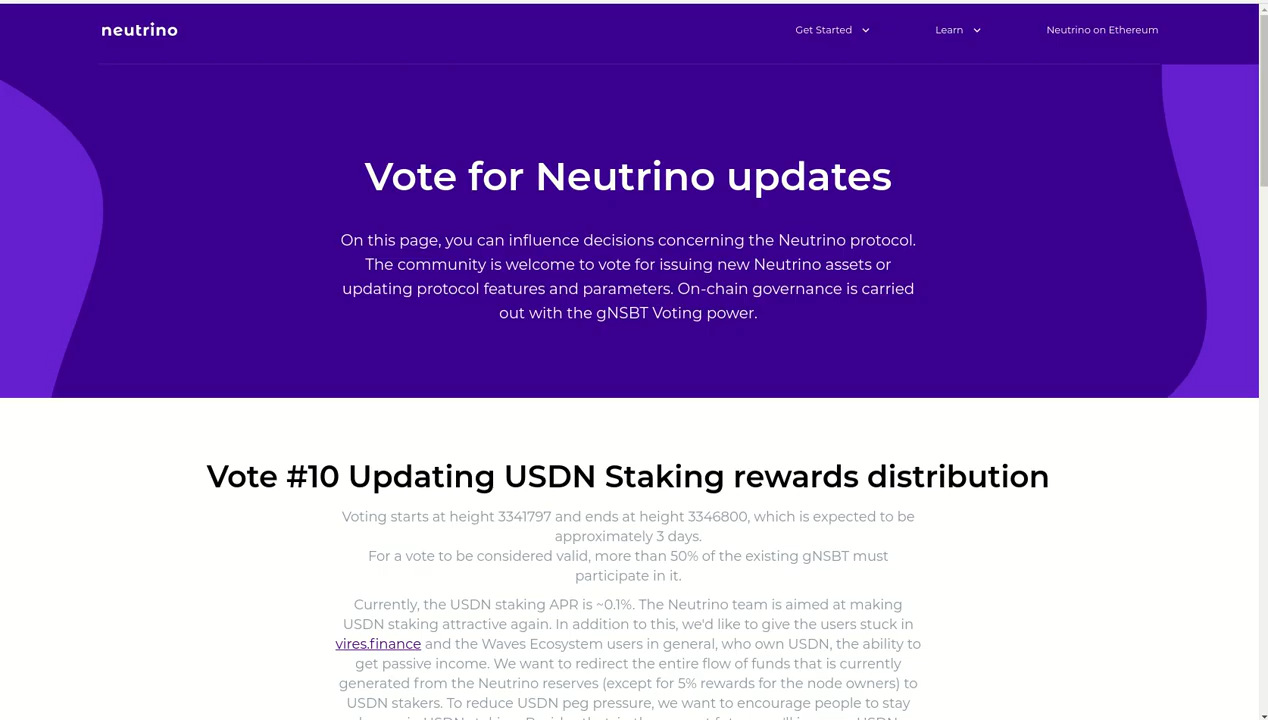 neutrino
Get Started
Learn
Neutrino on Ethereum
Vote for Neutrino updates
On this page, you can influence decisions concerning the Neutrino protocol.
The community is welcome to vote for issuing new Neutrino assets or
updating protocol features and parameters. On-chain governance is carried
out with the gNSBT Voting power.
Vote #10 Updating USDN Staking rewards distribution
Voting starts at height 3341797 and ends at height 3346800, which is expected to be
approximately 3 days.
For a vote to be considered valid, more than 50% of the existing gNSBT must
participate in it.
Currently, the USDN staking APR is ~0.1%. The Neutrino team is aimed at making
USDN staking attractive again. In addition to this, we'd like to give the users stuck in
vires.finance and the Waves Ecosystem users in general, who own USDN, the ability to
get passive income. We want to redirect the entire flow of funds that is currently
generated from the Neutrino reserves (except for 5% rewards for the node owners) to
USDN stakers. To reduce USDN peg pressure, we want to encourage people to stay